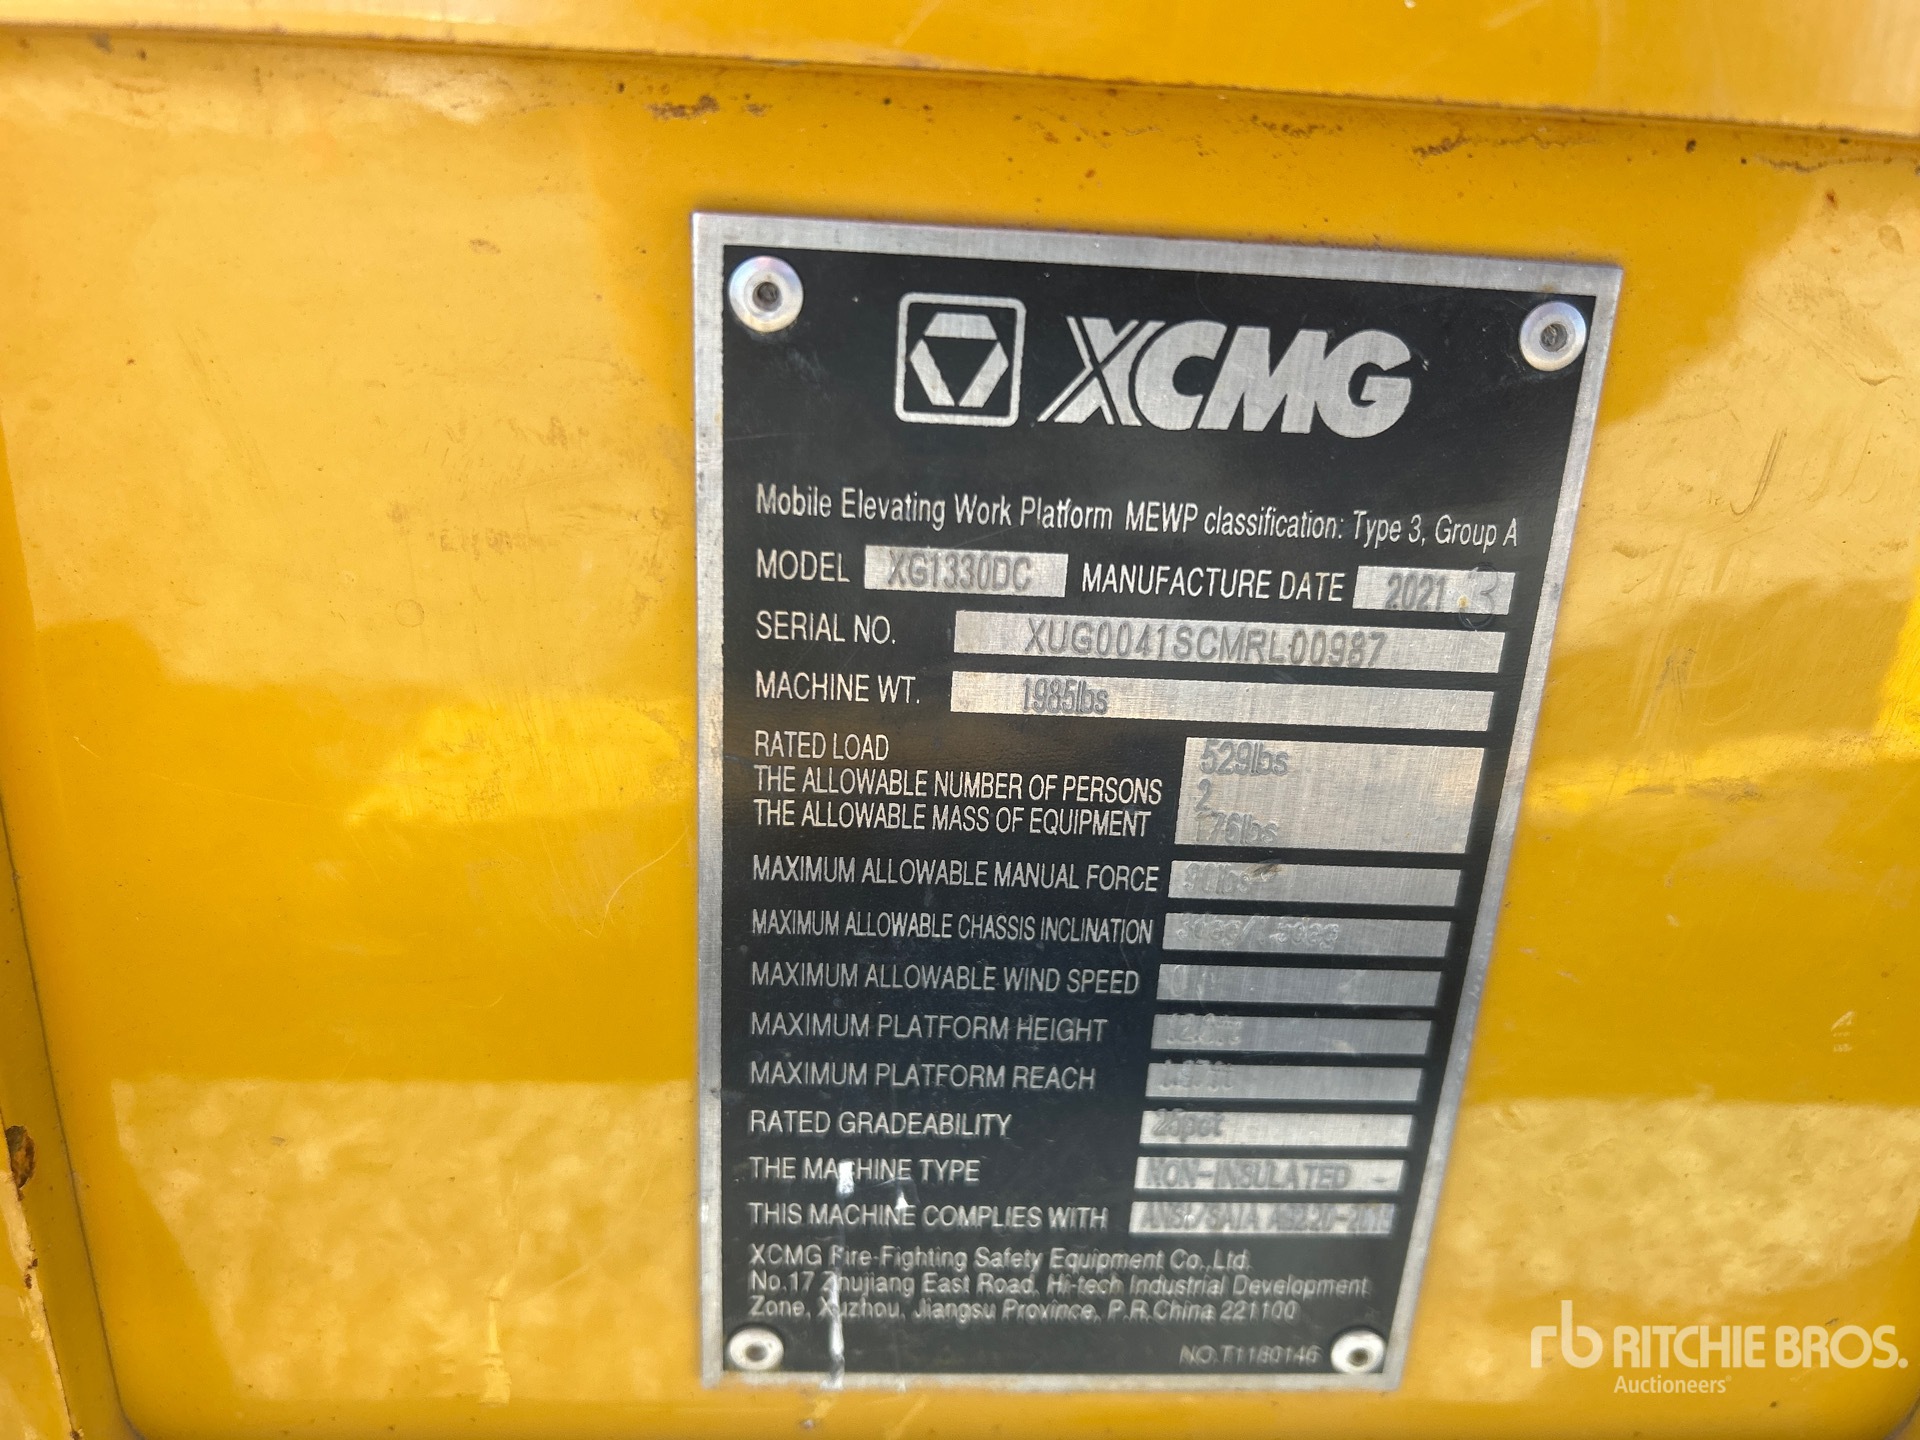 XCMG
Mobile Elevating Work Platform MEWP classification: Type 3, Group A
MODEL XG1330DC MANUFACTURE DATE 2021 3
SERIAL NO. XUG0041SCMRL00987
MACHINE WT. 1985lbs
RATED LOAD 529lbs
THE ALLOWABLE NUMBER OF PERSONS 2
THE ALLOWABLE MASS OF EQUIPMENT 176lbs
MAXIMUM ALLOWABLE MANUAL FORCE 90lbs
MAXIMUM ALLOWABLE CHASSIS INCLINATION
MAXIMUM ALLOWABLE WIND SPEED
MAXIMUM PLATFORM HEIGHT
MAXIMUM PLATFORM REACH
RATED GRADEABILITY 25pct
THE MACHINE TYPE NON-INSULATED
THIS MACHINE COMPLIES WITH
XCMG Fire-Fighting Safety Equipment Co.,Ltd.
No.17 Zhujiang East Road, Hi-tech Industrial Development
Zone, Xuzhou, Jiangsu Province, P.R.China 221100
NO.T1180146
rb RITCHIE BROS.
Auctioneers